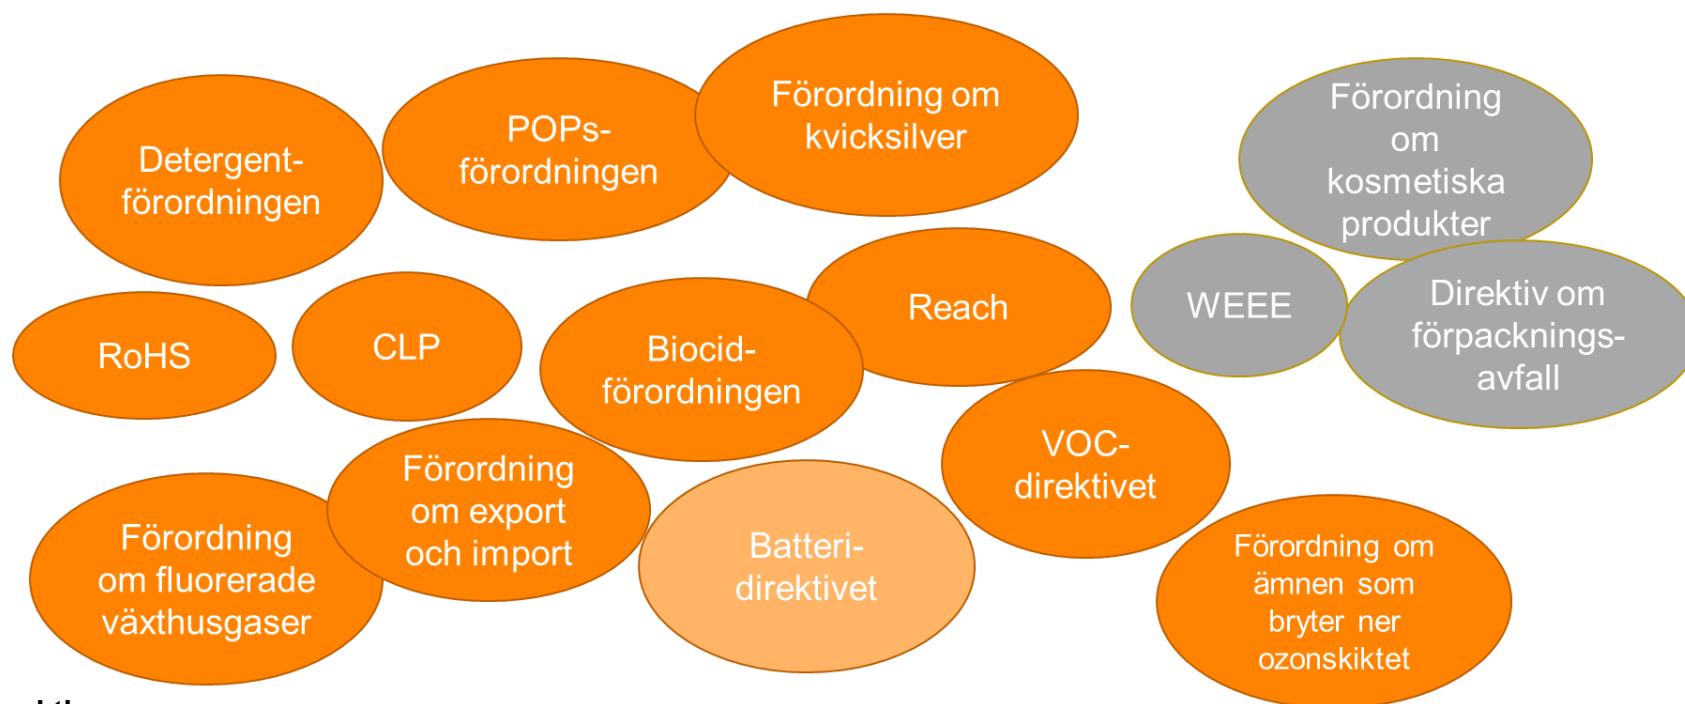 Detergent-
förordningen
POPs-
förordningen
Förordning om
kvicksilver
Förordning
om
kosmetiska
produkter
RoHS
CLP
Biocid-
förordningen
Reach
WEEE
Direktiv om
förpacknings-
avfall
Förordning
om fluorerade
växthusgaser
Förordning
om export
och import
Batteri-
direktivet
VOC-
direktivet
Förordning om
ämnen som
bryter ner
ozonskiktet